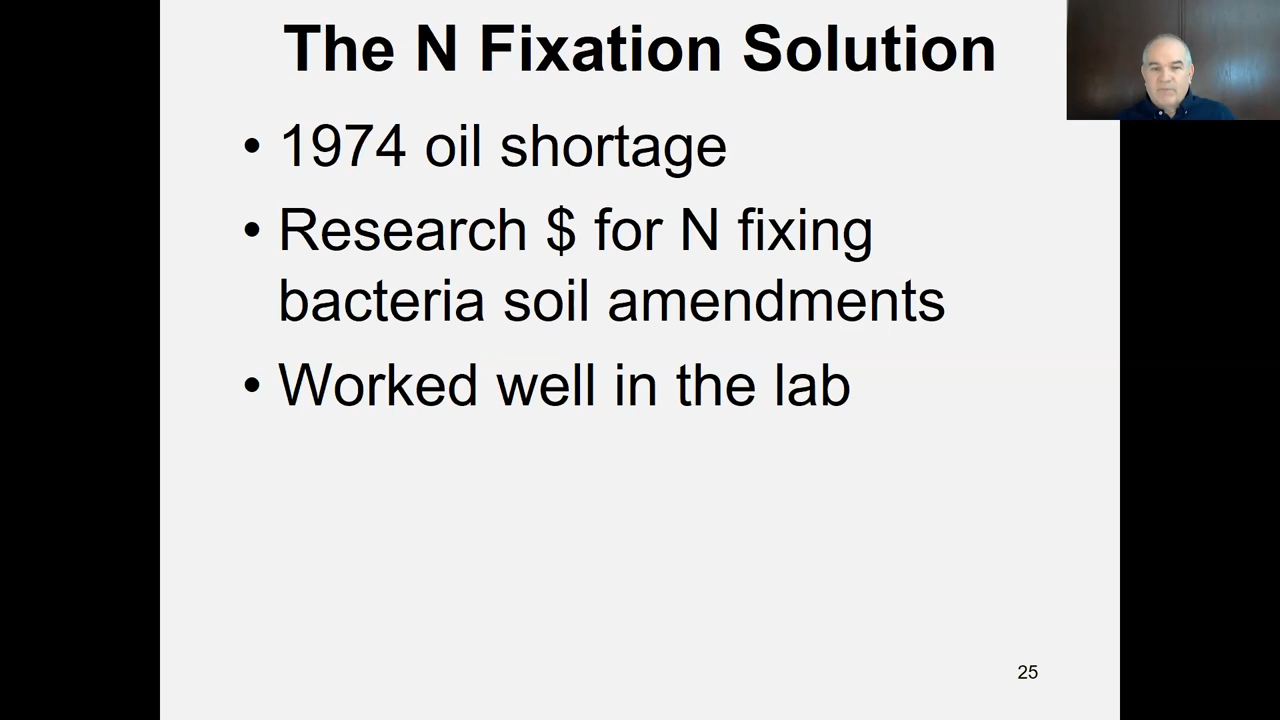 The N Fixation Solution
• 1974 oil shortage
• Research $ for N fixing
bacteria soil amendments
• Worked well in the lab
25